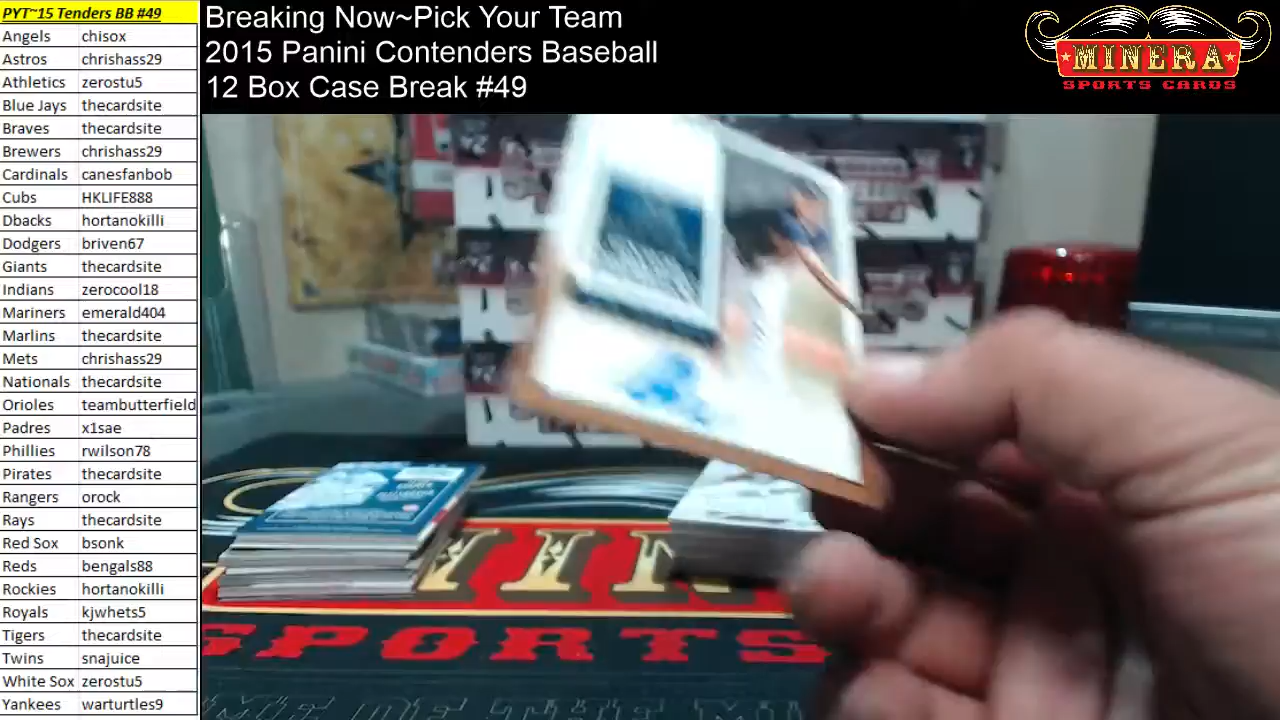 PYT~15 Tenders BB #49
Angels chisox
Astros chrishass29
Athletics zerostu5
Blue Jays thecardsite
Braves thecardsite
Brewers chrishass29
Cardinals canesfanbob
Cubs HKLIFE888
Dbacks hortanokilli
Dodgers briven67
Giants thecardsite
Indians zerocool18
Mariners emerald404
Marlins thecardsite
Mets chrishass29
Nationals thecardsite
Orioles teambutterfield
Padres x1sae
Phillies rwilson78
Pirates thecardsite
Rangers orock
Rays thecardsite
Red Sox bsonk
Reds bengals88
Rockies hortanokilli
Royals kjwhets5
Tigers thecardsite
Twins snajuice
White Sox zerostu5
Yankees warturtles9
Breaking Now~Pick Your Team
2015 Panini Contenders Baseball
12 Box Case Break #49
MINERA
SPORTS CARDS
SPORTS